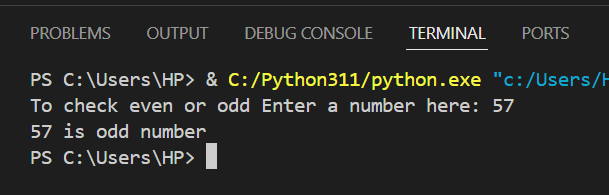 PROBLEMS OUTPUT DEBUG CONSOLE TERMINAL PORTS
PS C:\Users\HP> & C:/Python311/python.exe "c:/Users/H
To check even or odd Enter a number here: 57
57 is odd number
PS C:\Users\HP>